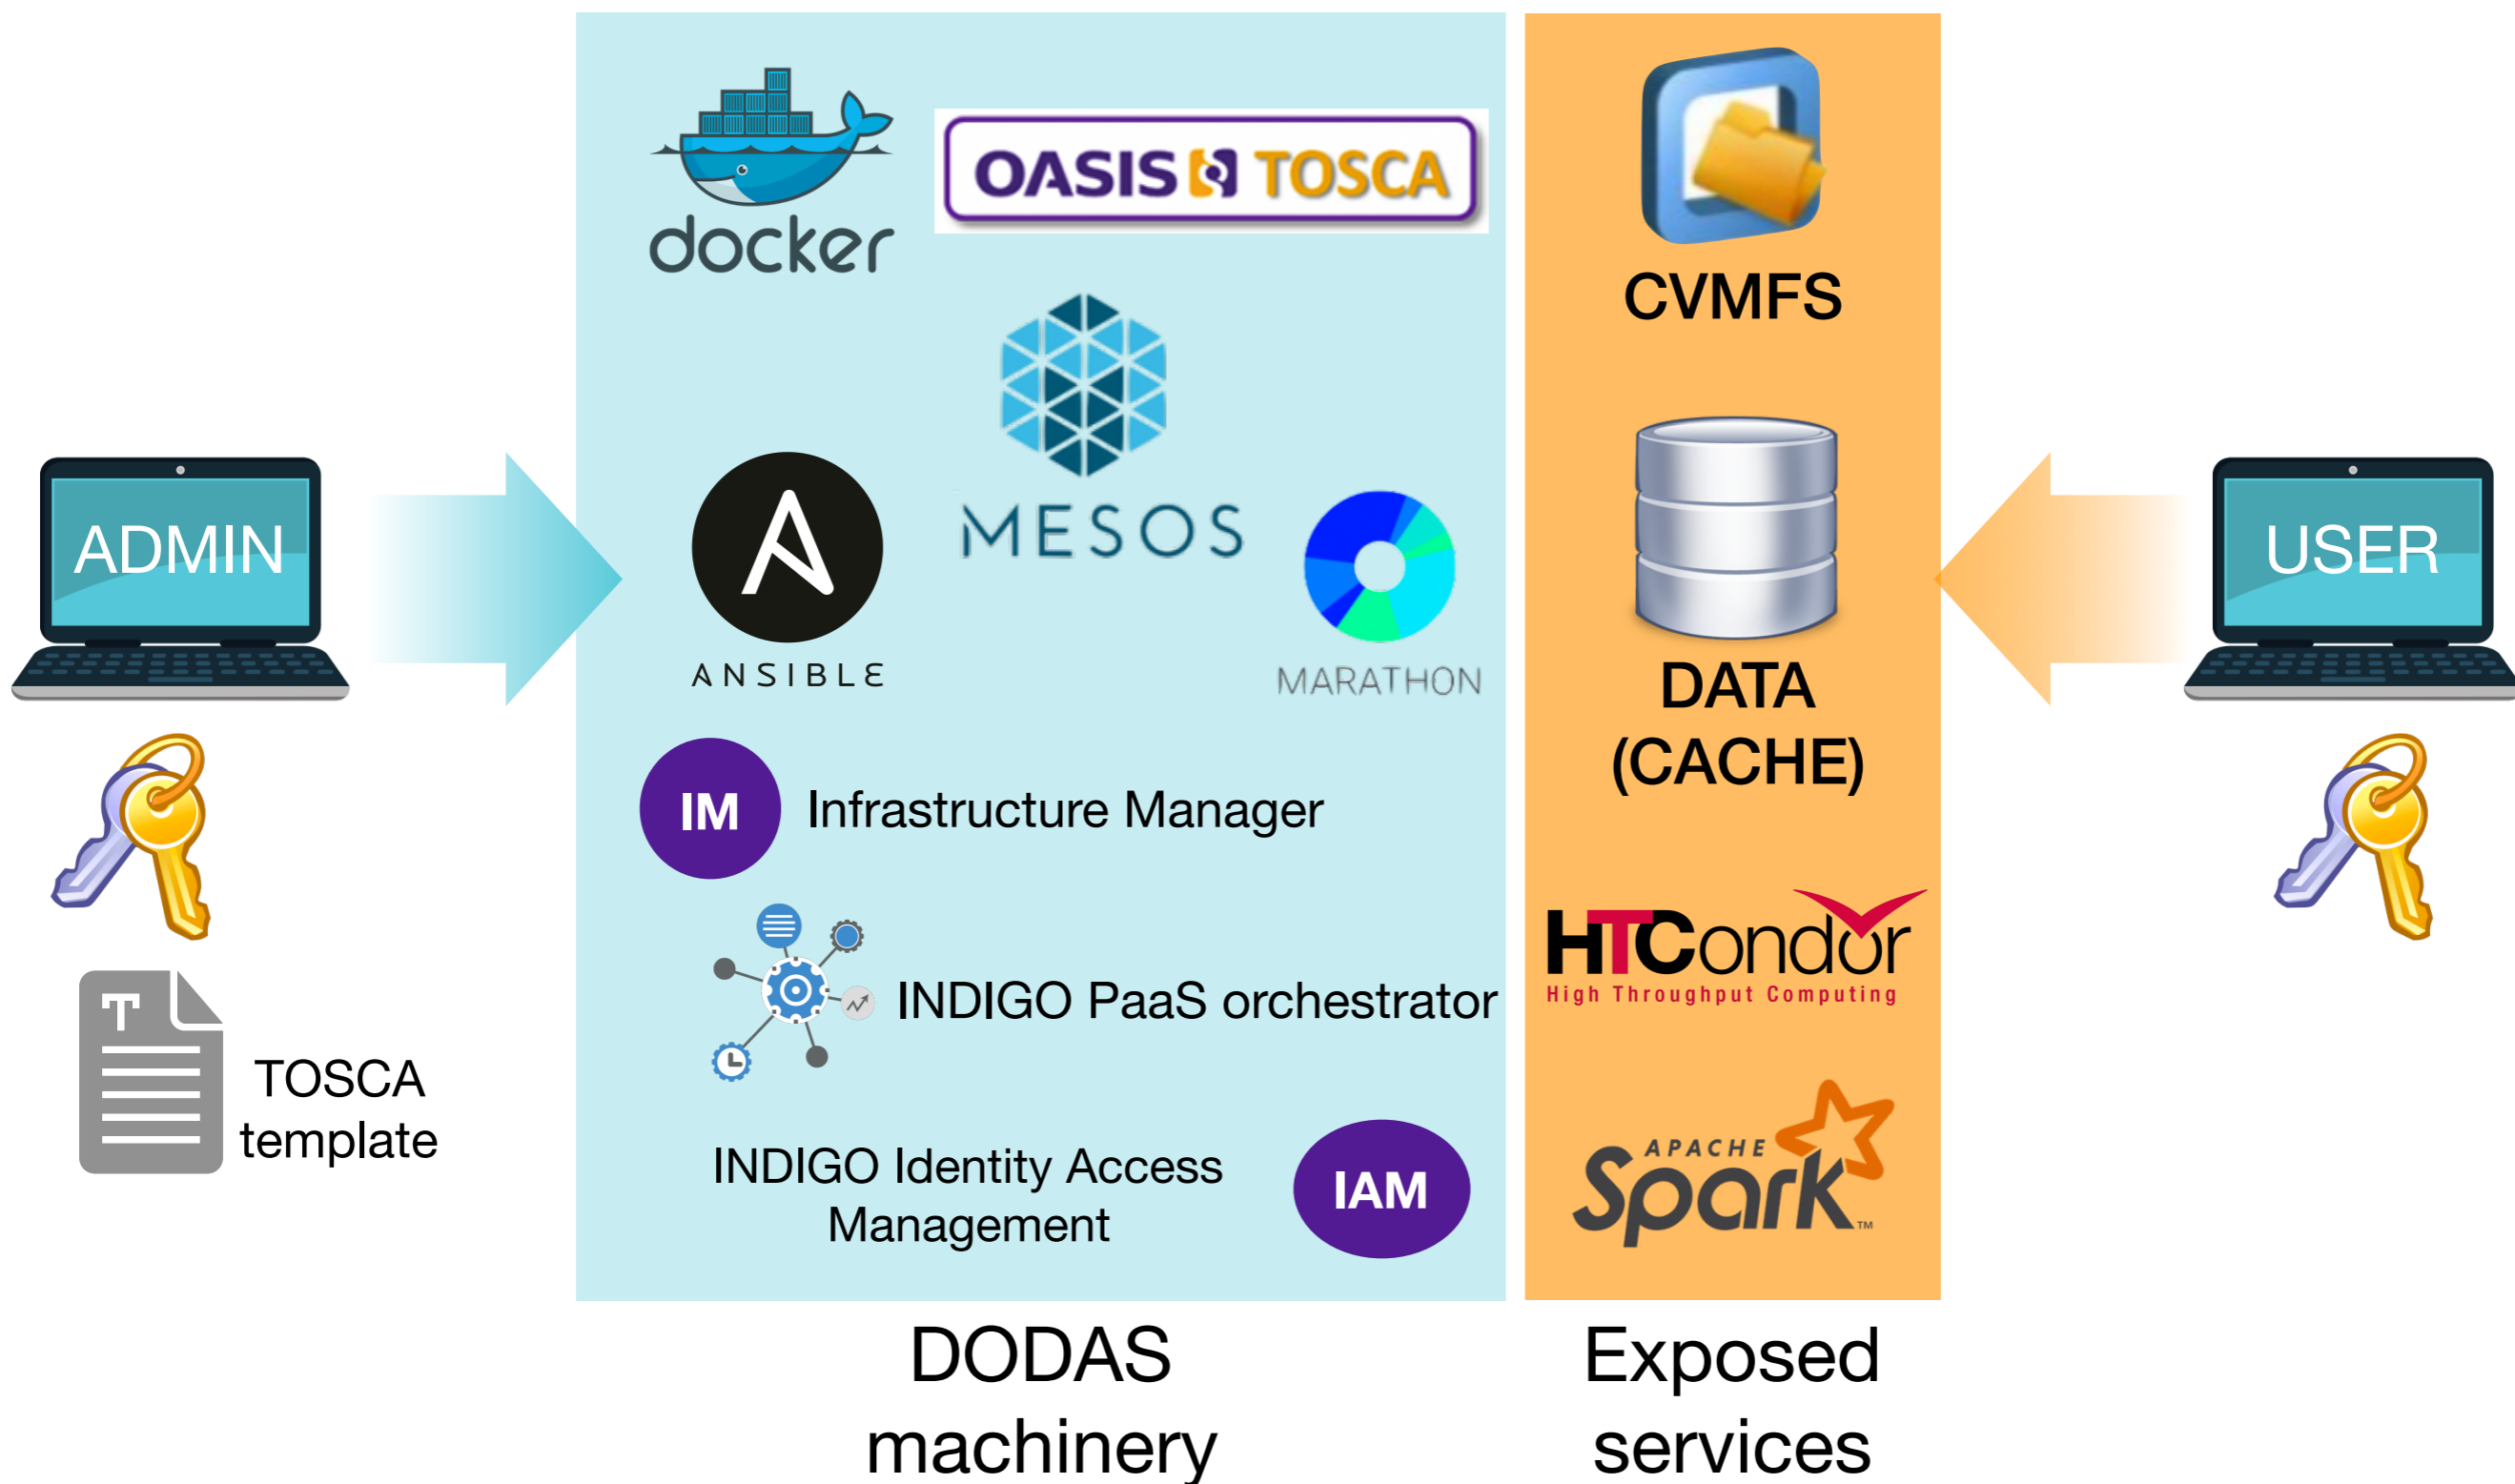 ADMIN
T
TOSCA
template
docker
OASIS TOSCA
MESOS
ANSIBLE
MARATHON
IM
Infrastructure Manager
INDIGO PaaS orchestrator
INDIGO Identity Access
Management
IAM
DODAS
machinery
CVMFS
DATA
(CACHE)
HTCondor
High Throughput Computing
APACHE
Spark™
Exposed
services
USER